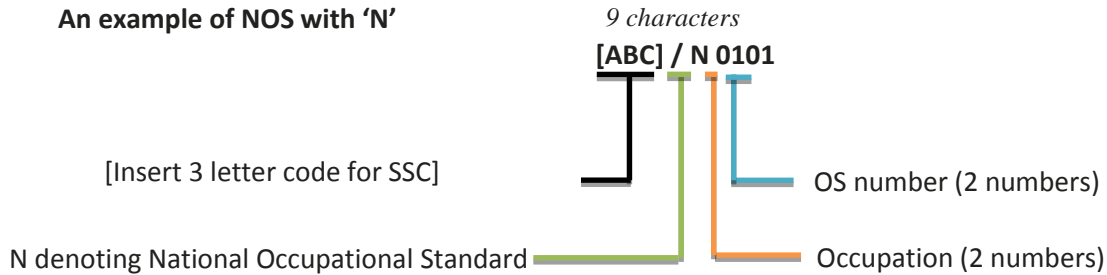 An example of NOS with ‘N’
9 characters
[ABC] / N 0101
[Insert 3 letter code for SSC]
OS number (2 numbers)
N denoting National Occupational Standard
Occupation (2 numbers)